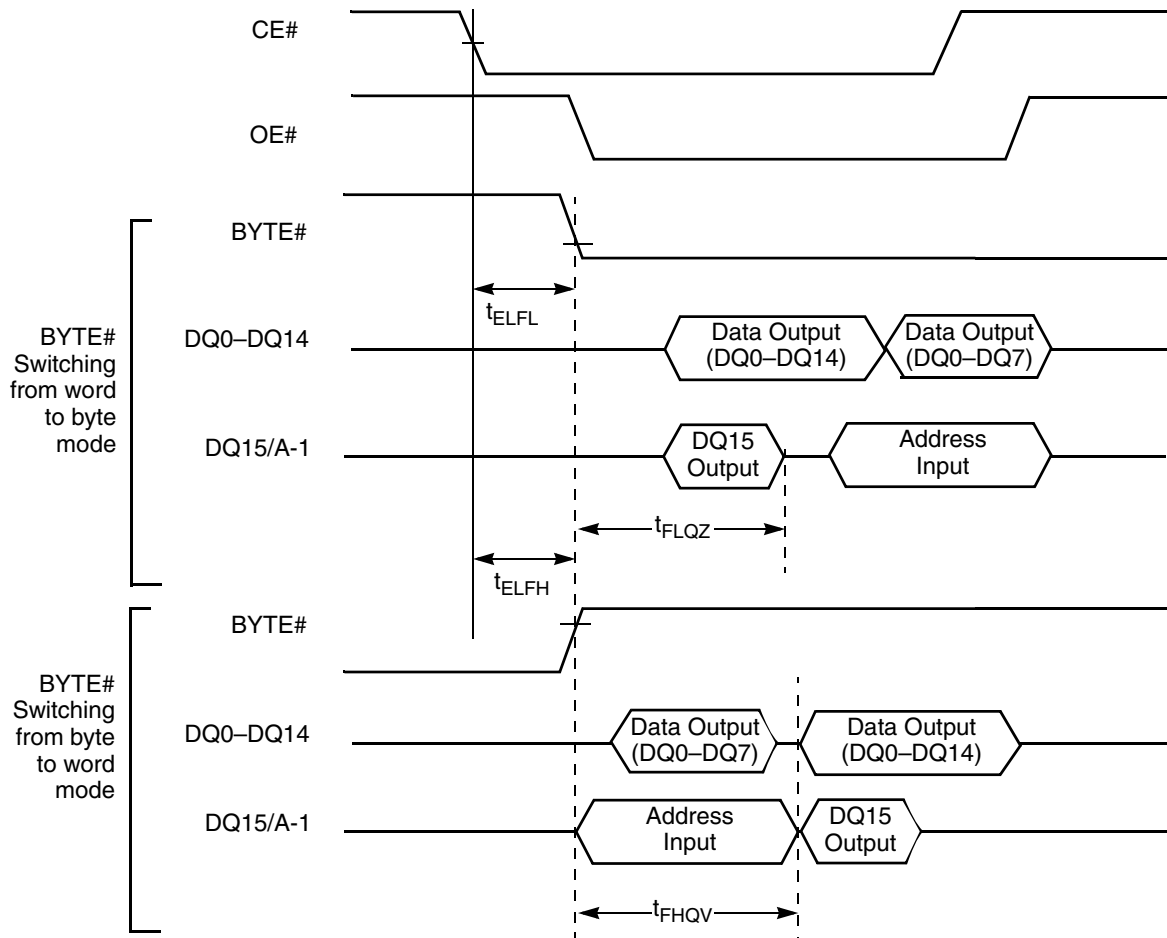 CE#
OE#
BYTE#
tELFL
BYTE#
Switching
from word
to byte
mode
DQ0–DQ14
Data Output
(DQ0–DQ14)
Data Output
(DQ0–DQ7)
DQ15/A-1
DQ15
Output
Address
Input
tFLQZ
tELFH
BYTE#
BYTE#
Switching
from byte
to word
mode
DQ0–DQ14
Data Output
(DQ0–DQ7)
Data Output
(DQ0–DQ14)
DQ15/A-1
Address
Input
DQ15
Output
tFHQV